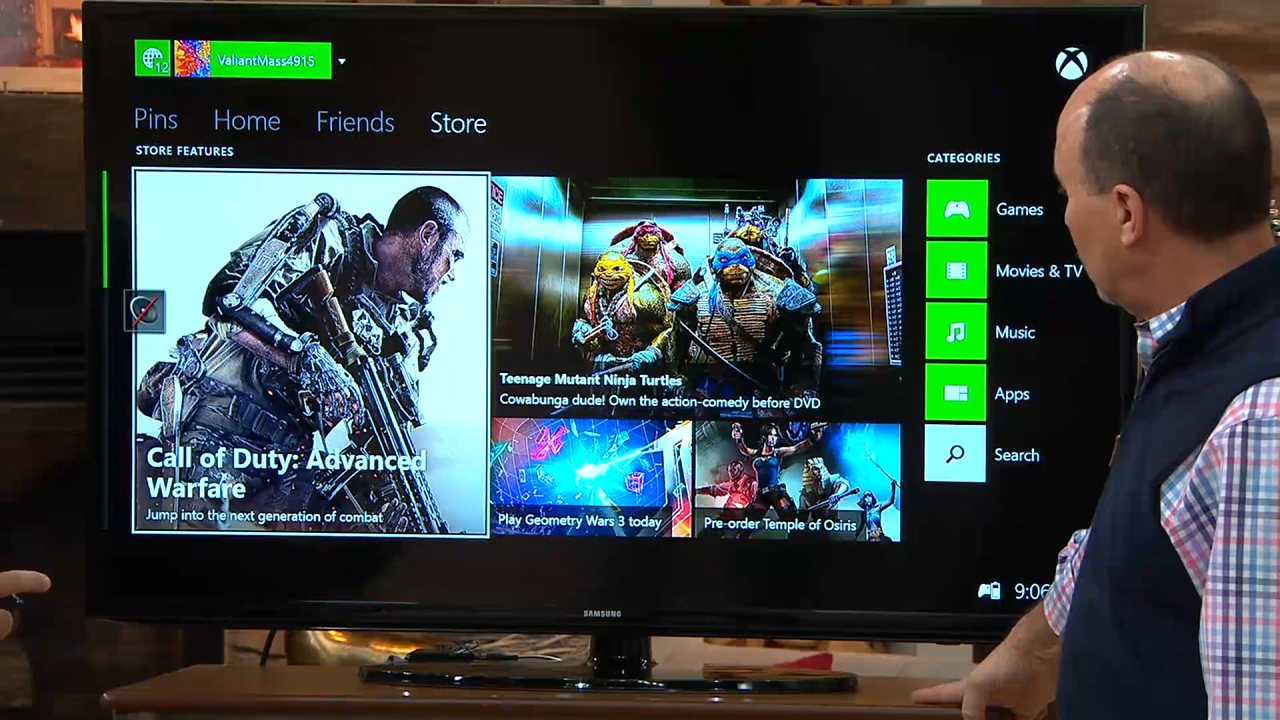 12 ValiantMass4915
Pins Home Friends Store
STORE FEATURES
CATEGORIES
Games
Movies & TV
Music
Apps
Search
Teenage Mutant Ninja Turtles
Cowabunga dude! Own the action-comedy before DVD
Call of Duty: Advanced
Warfare
Jump into the next generation of combat
Play Geometry Wars 3 today
Pre-order Temple of Osiris
9:06
SAMSUNG